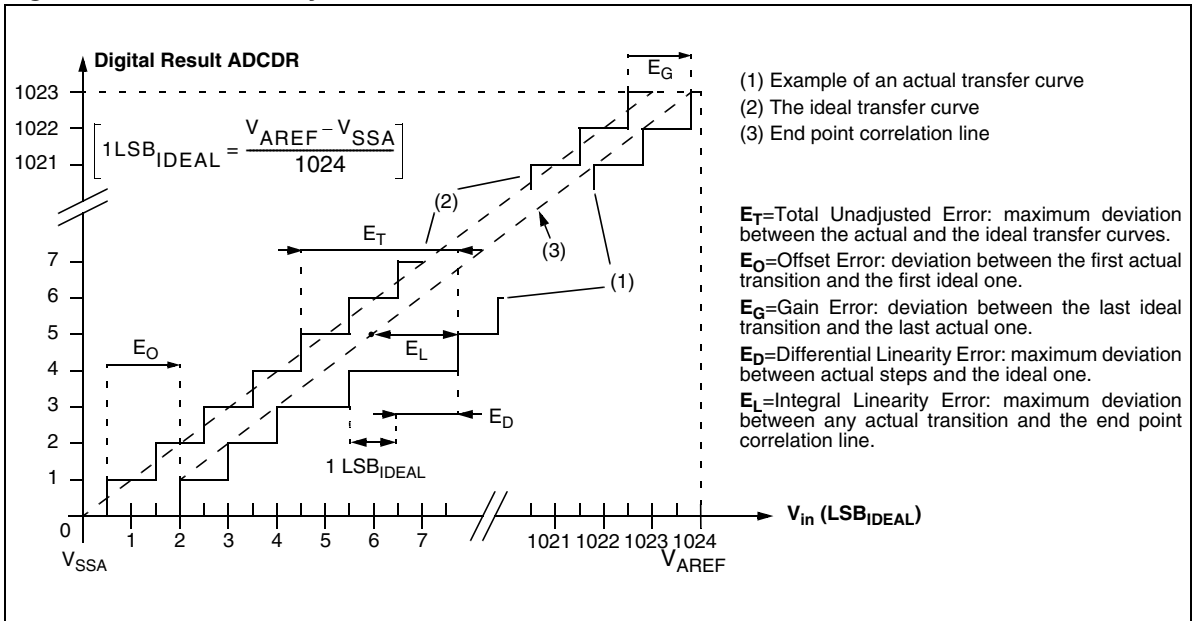 Digital Result ADCDR
E_G
1023
1022
1021
[1LSB_IDEAL = (V_AREF – V_SSA) / 1024]
(1) Example of an actual transfer curve
(2) The ideal transfer curve
(3) End point correlation line
(2)
E_T
(3)
(1)
7
6
5
4
3
2
1
0
E_O
E_L
E_D
1 LSB_IDEAL
E_T=Total Unadjusted Error: maximum deviation
between the actual and the ideal transfer curves.
E_O=Offset Error: deviation between the first actual
transition and the first ideal one.
E_G=Gain Error: deviation between the last ideal
transition and the last actual one.
E_D=Differential Linearity Error: maximum deviation
between actual steps and the ideal one.
E_L=Integral Linearity Error: maximum deviation
between any actual transition and the end point
correlation line.
1 2 3 4 5 6 7 1021 1022 1023 1024
V_in (LSB_IDEAL)
V_SSA
V_AREF